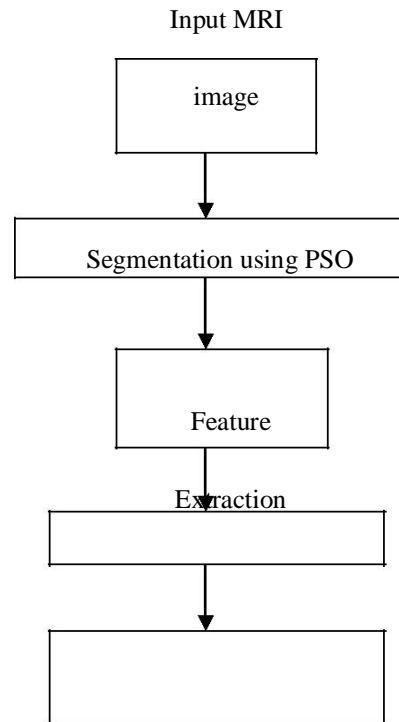 Input MRI
image
Segmentation using PSO
Feature
Extraction